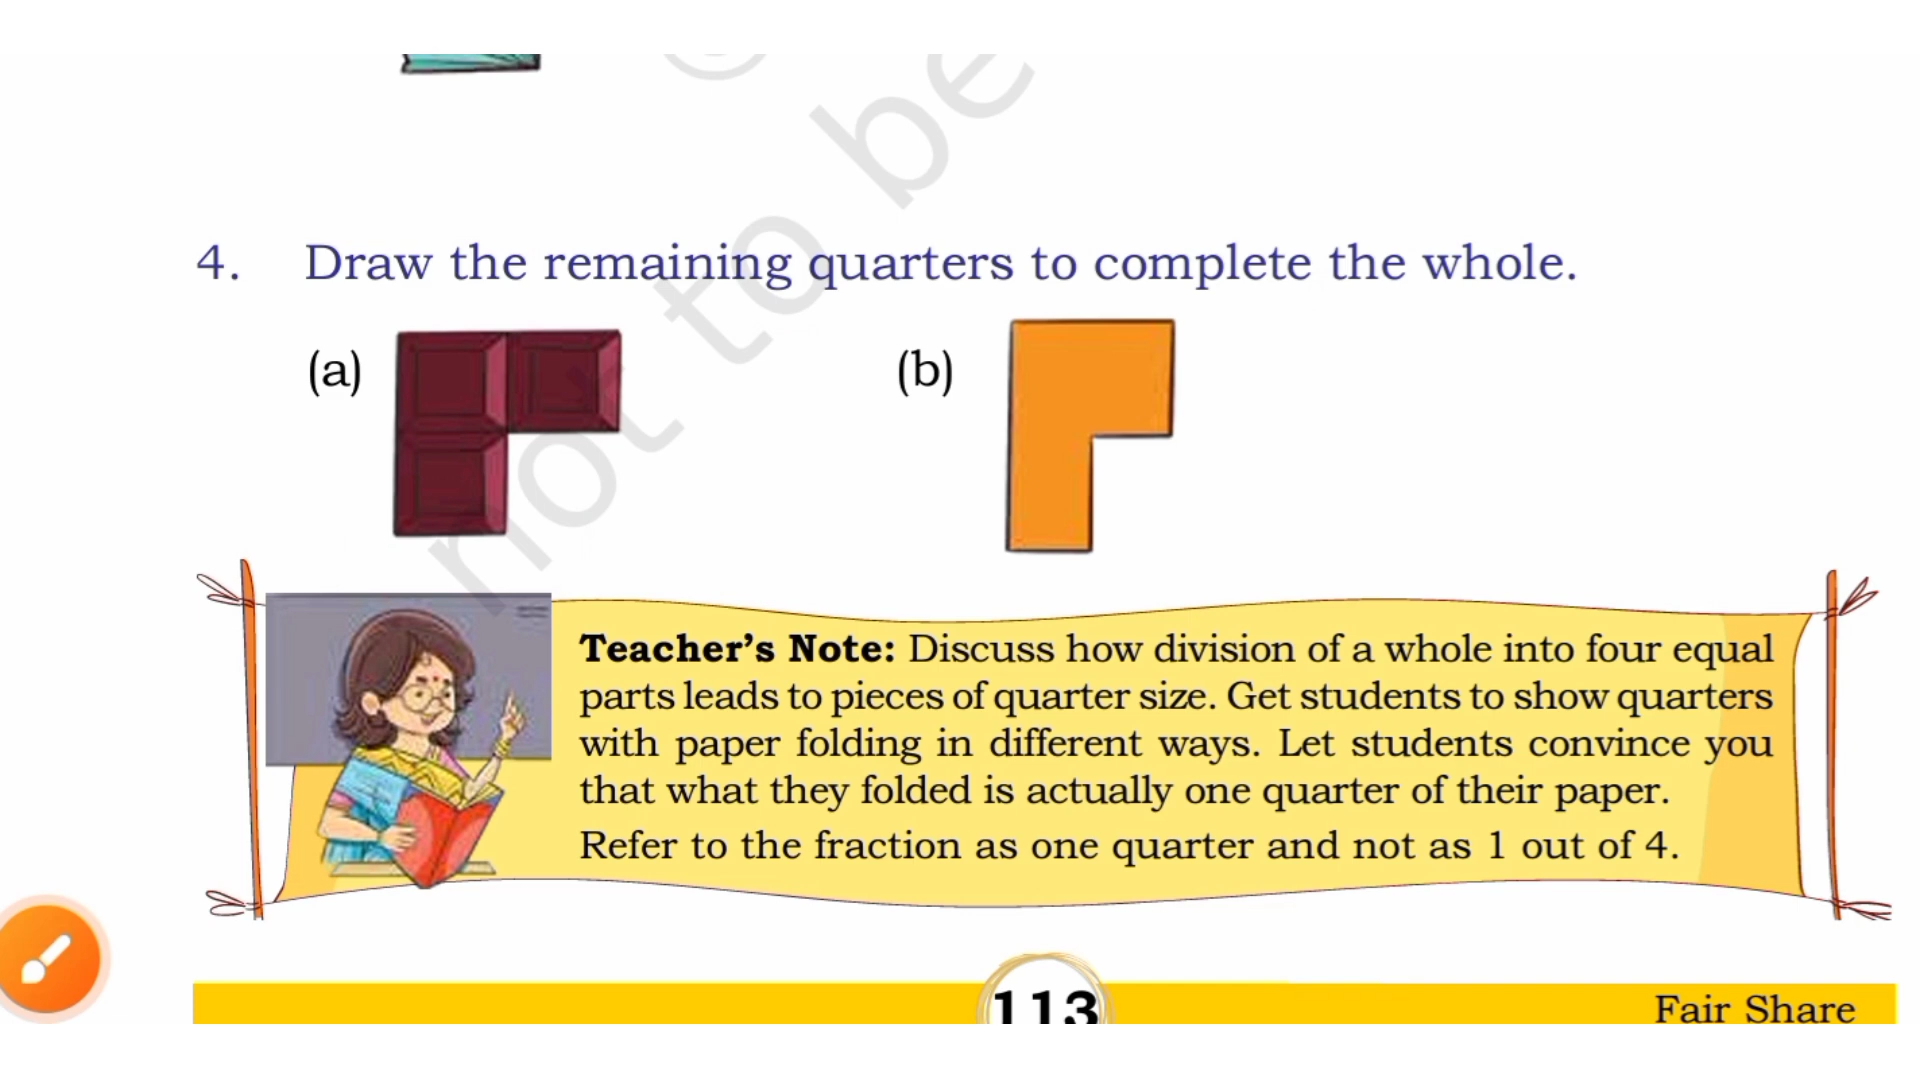 not to be
4. Draw the remaining quarters to complete the whole.
(a) (b)
Teacher's Note: Discuss how division of a whole into four equal
parts leads to pieces of quarter size. Get students to show quarters
with paper folding in different ways. Let students convince you
that what they folded is actually one quarter of their paper.
Refer to the fraction as one quarter and not as 1 out of 4.
113
Fair Share